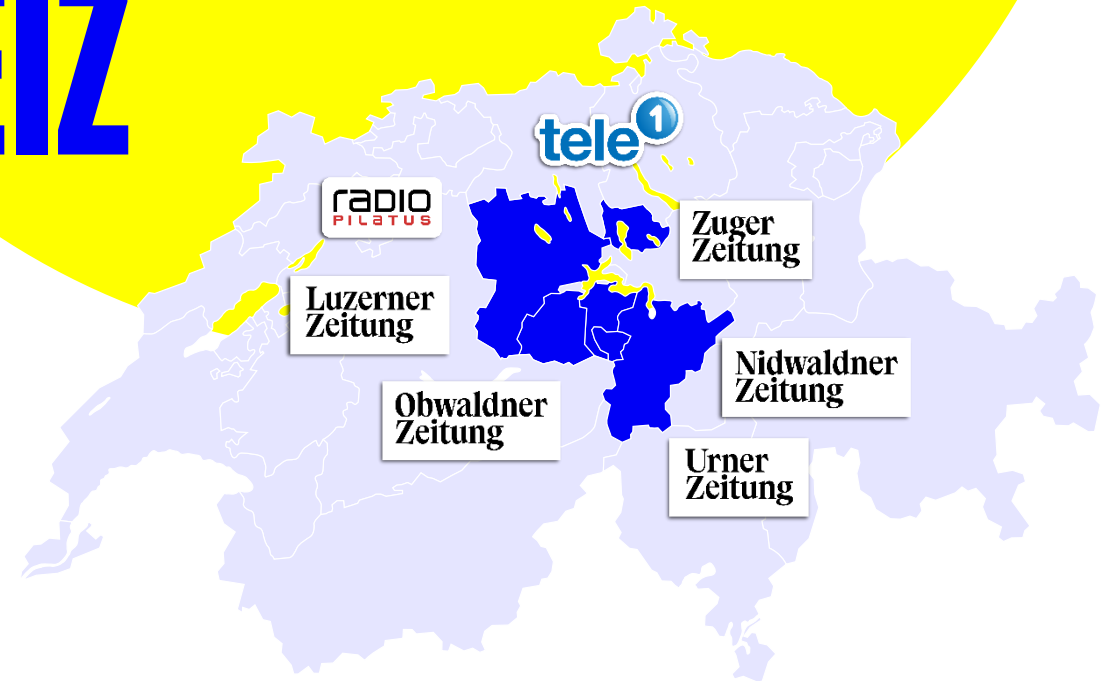 EIZ
tele 1
RADIO
PILATUS
Zuger
Zeitung
Luzerner
Zeitung
Nidwaldner
Zeitung
Obwaldner
Zeitung
Urner
Zeitung